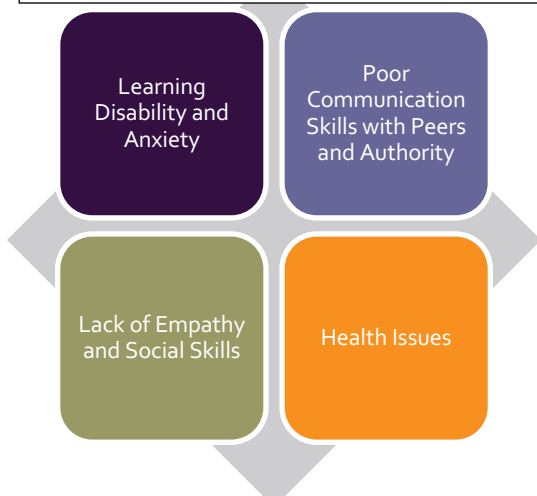 Learning
Disability and
Anxiety
Poor
Communication
Skills with Peers
and Authority
Lack of Empathy
and Social Skills
Health Issues